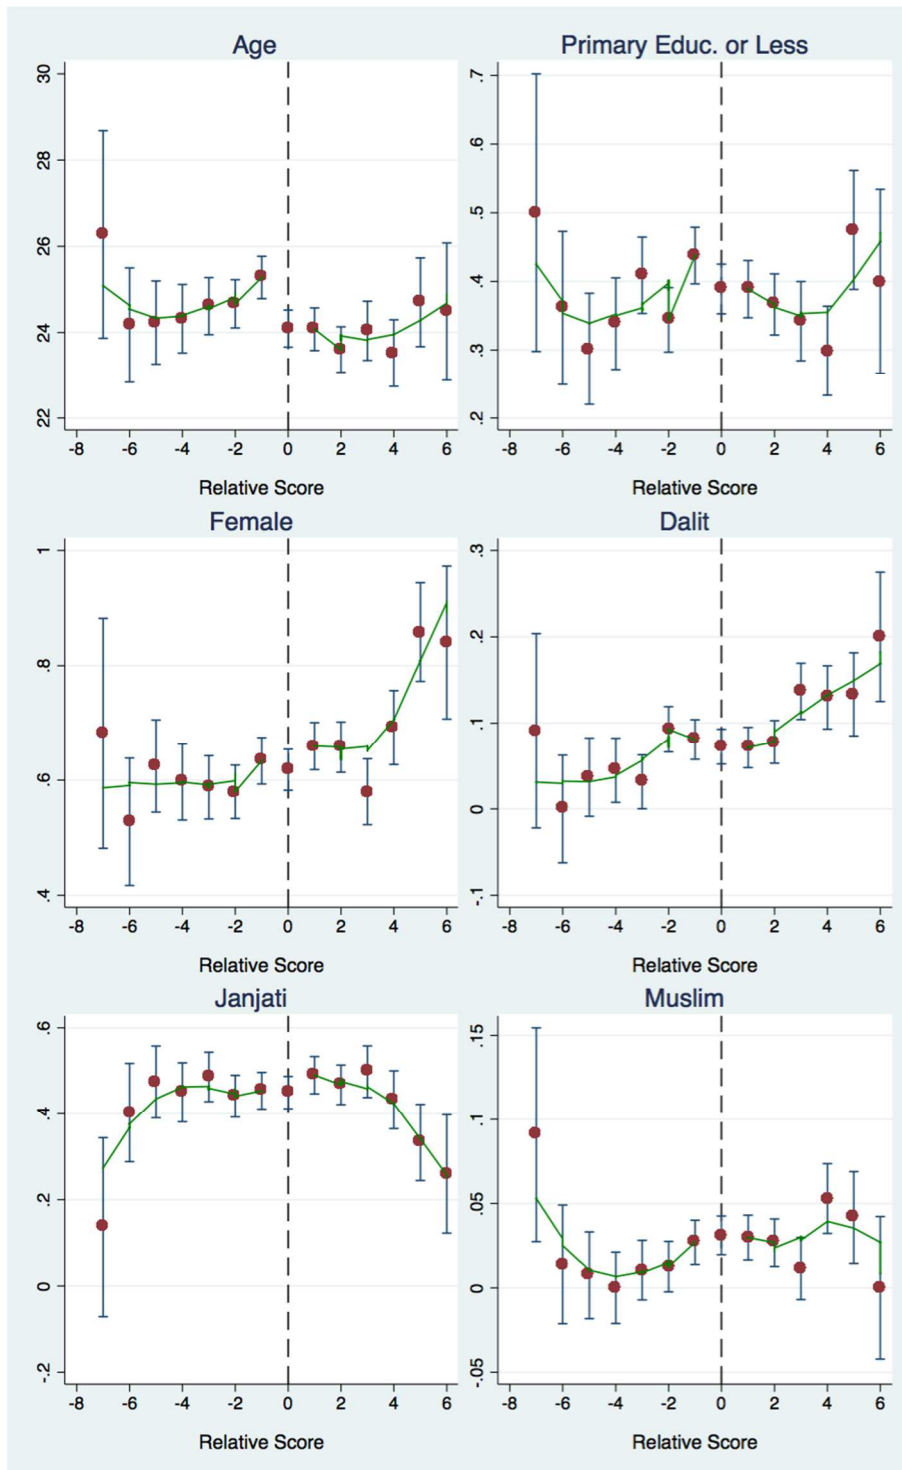 Age
30
28
26
24
22
-8 -6 -4 -2 0 2 4 6
Relative Score
Primary Educ. or Less
.7
.6
.5
.4
.3
.2
-8 -6 -4 -2 0 2 4 6
Relative Score
Female
1
.8
.6
.4
-8 -6 -4 -2 0 2 4 6
Relative Score
Dalit
.3
.2
.1
0
-.1
-8 -6 -4 -2 0 2 4 6
Relative Score
Janjati
.6
.4
.2
0
-.2
-8 -6 -4 -2 0 2 4 6
Relative Score
Muslim
.15
.1
.05
0
-.05
-8 -6 -4 -2 0 2 4 6
Relative Score